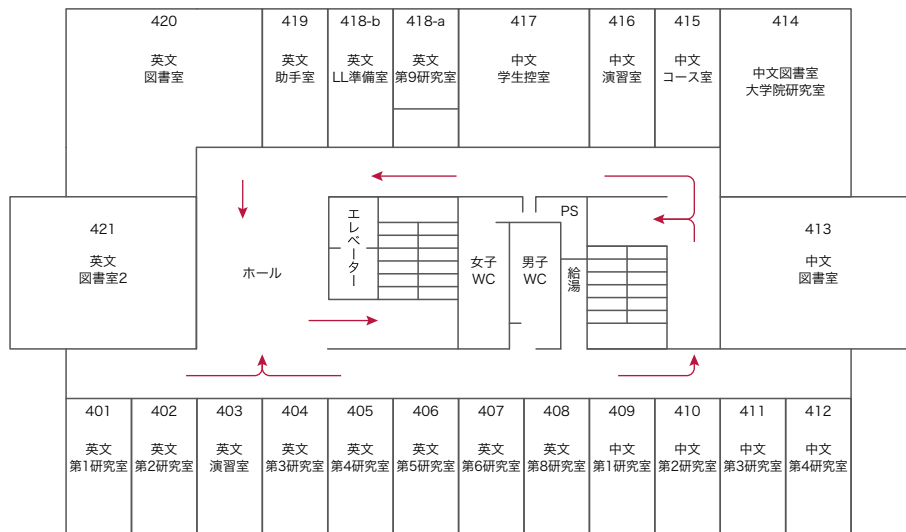 420
英文
図書室
419
英文
助手室
418-b
英文
LL準備室
418-a
英文
第9研究室
417
中文
学生控室
416
中文
演習室
415
中文
コース室
414
中文図書室
大学院研究室
421
英文
図書室2
ホール
エレベーター
女子
WC
男子
WC
PS
給湯
413
中文
図書室
401
英文
第1研究室
402
英文
第2研究室
403
英文
演習室
404
英文
第3研究室
405
英文
第4研究室
406
英文
第5研究室
407
英文
第6研究室
408
英文
第8研究室
409
中文
第1研究室
410
中文
第2研究室
411
中文
第3研究室
412
中文
第4研究室